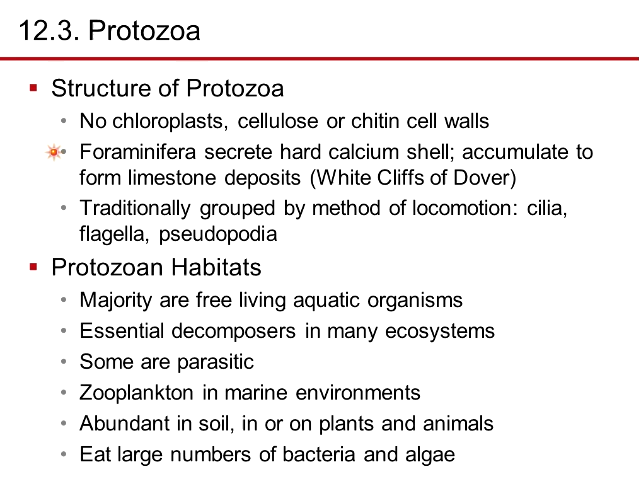 12.3. Protozoa
▪ Structure of Protozoa
• No chloroplasts, cellulose or chitin cell walls
• Foraminifera secrete hard calcium shell; accumulate to
form limestone deposits (White Cliffs of Dover)
• Traditionally grouped by method of locomotion: cilia,
flagella, pseudopodia
▪ Protozoan Habitats
• Majority are free living aquatic organisms
• Essential decomposers in many ecosystems
• Some are parasitic
• Zooplankton in marine environments
• Abundant in soil, in or on plants and animals
• Eat large numbers of bacteria and algae